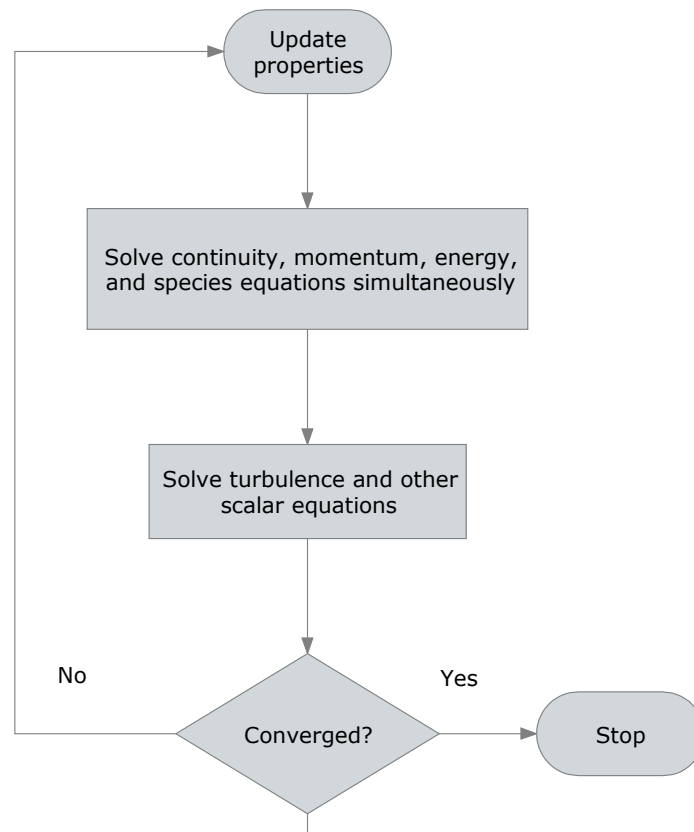 Update
properties
Solve continuity, momentum, energy,
and species equations simultaneously
Solve turbulence and other
scalar equations
No
Yes
Converged?
Stop